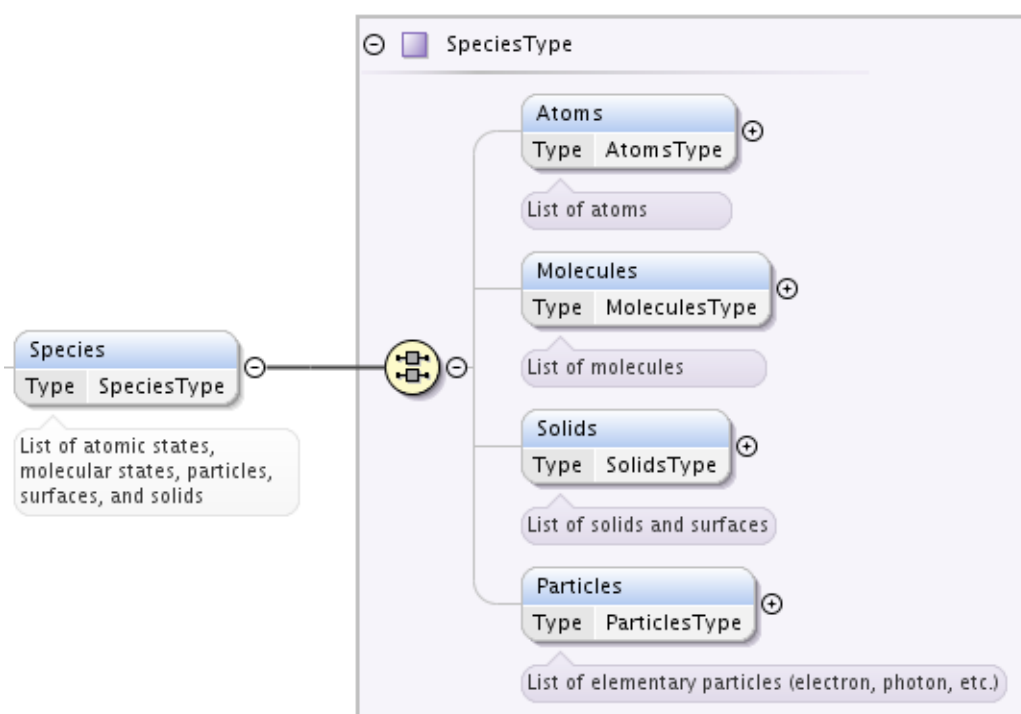 SpeciesType
Atoms
Type AtomsType
List of atoms
Molecules
Type MoleculesType
List of molecules
Species
Type SpeciesType
List of atomic states,
molecular states, particles,
surfaces, and solids
Solids
Type SolidsType
List of solids and surfaces
Particles
Type ParticlesType
List of elementary particles (electron, photon, etc.)